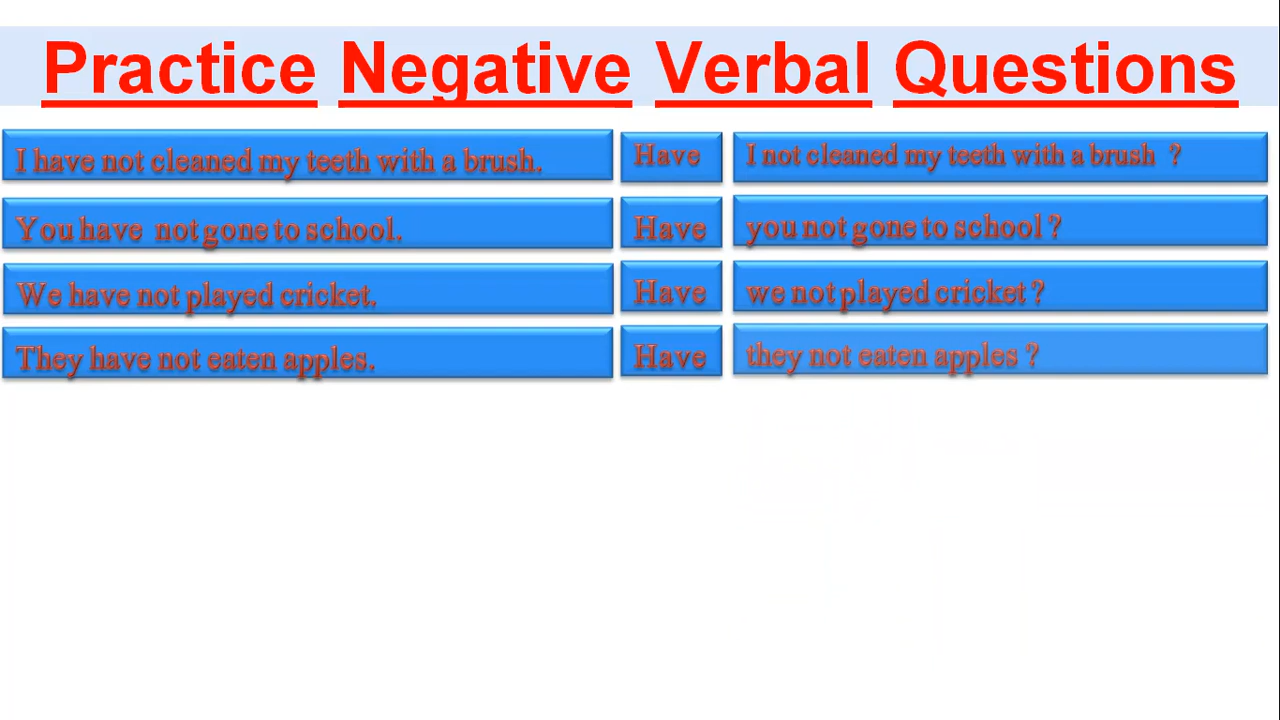 Practice Negative Verbal Questions
I have not cleaned my teeth with a brush. Have I not cleaned my teeth with a brush ?
You have not gone to school. Have you not gone to school ?
We have not played cricket. Have we not played cricket ?
They have not eaten apples. Have they not eaten apples ?